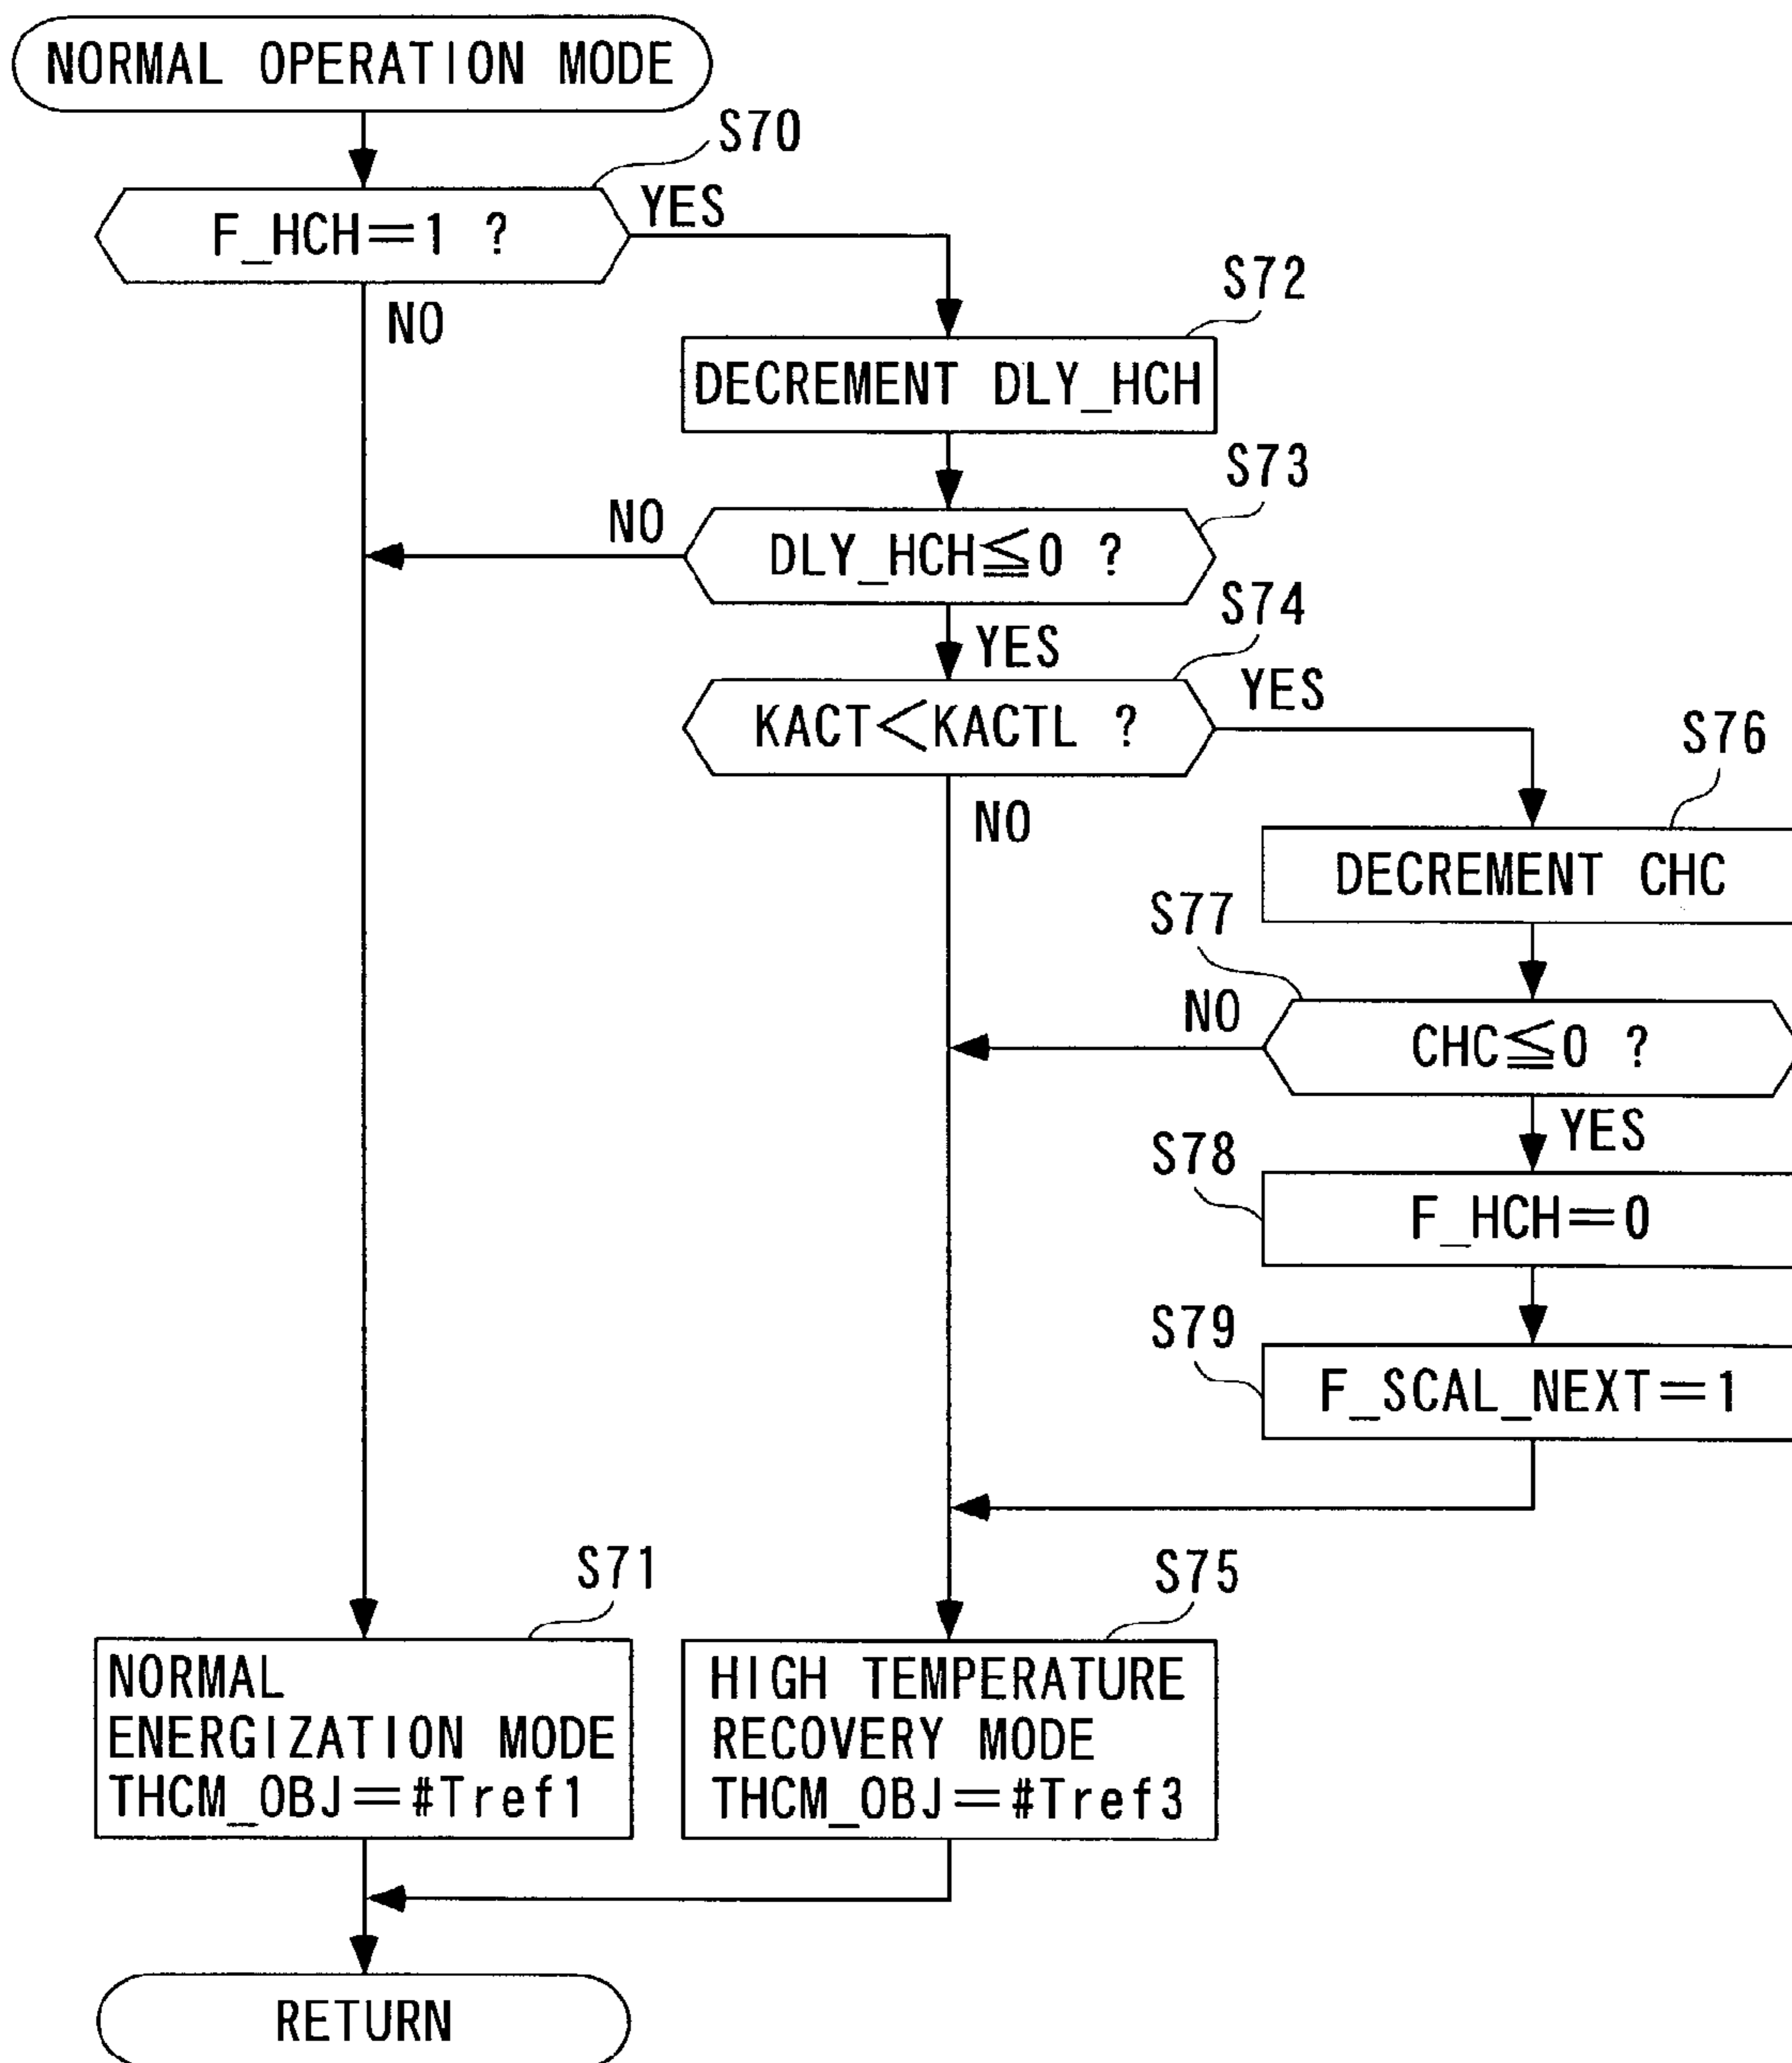 NORMAL OPERATION MODE
S70
F_HCH=1 ?
YES
NO
S72
DECREMENT DLY_HCH
S73
NO
DLY_HCH≦0 ?
S74
YES
KACT<KACTL ?
YES
NO
S76
DECREMENT CHC
S77
NO
CHC≦0 ?
YES
S78
F_HCH=0
S79
F_SCAL_NEXT=1
S71
NORMAL
ENERGIZATION MODE
THCM_OBJ=#Tref1
S75
HIGH TEMPERATURE
RECOVERY MODE
THCM_OBJ=#Tref3
RETURN